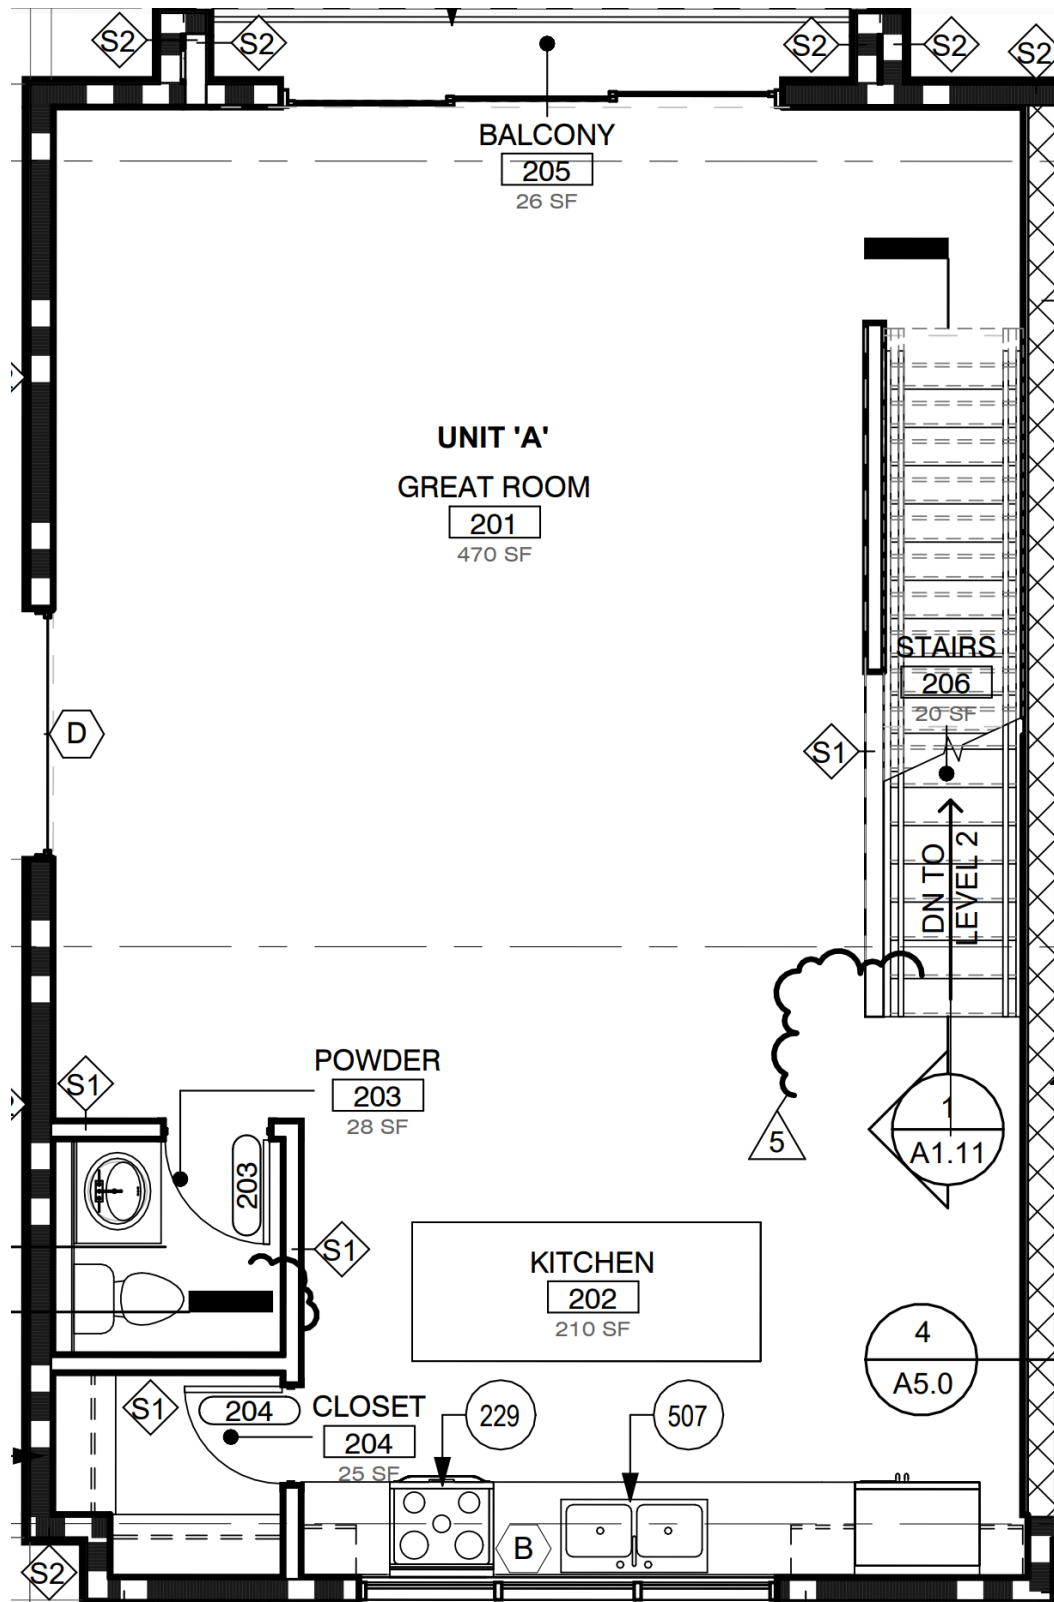 S2
S2
S2
S2
S2
BALCONY
205
26 SF
UNIT 'A'
GREAT ROOM
201
470 SF
STAIRS
206
20 SF
D
S1
DN TO
LEVEL 2
POWDER
203
28 SF
S1
5
1
A1.11
203
S1
KITCHEN
202
210 SF
4
A5.0
S1
204
CLOSET
204
25 SF
229
507
B
S2